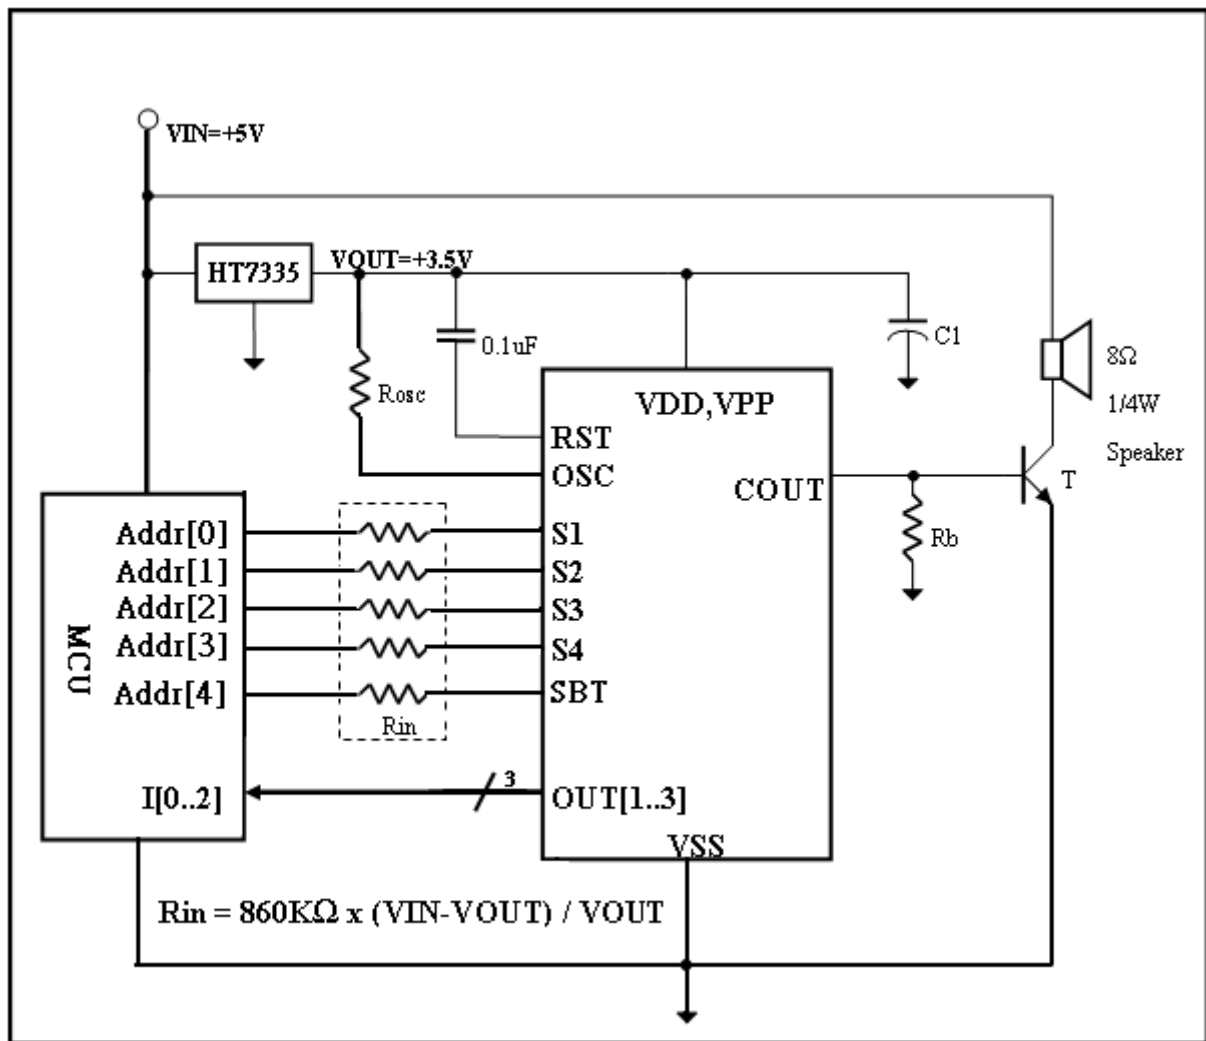 VIN=+5V
HT7335
VOUT=+3.5V
0.1uF
C1
Rosc
8Ω
1/4W
Speaker
VDD,VPP
RST
OSC
COUT
T
Rb
MCU
Addr[0]
Addr[1]
Addr[2]
Addr[3]
Addr[4]
I[0..2]
Rin
S1
S2
S3
S4
SBT
3
OUT[1..3]
VSS
Rin = 860KΩ x (VIN-VOUT) / VOUT